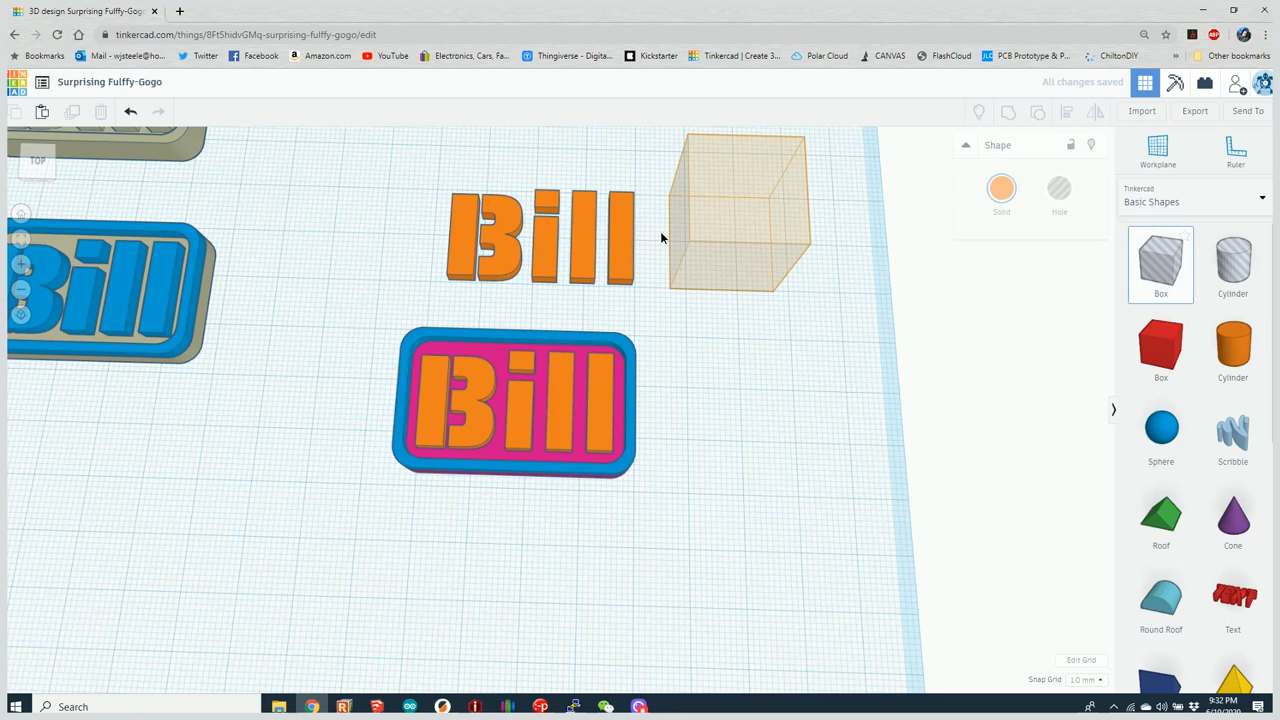 3D design Surprising Fulffy-Gog
tinkercad.com/things/8Ft5hidvGMq-surprising-fulffy-gogo/edit
Bookmarks Mail - wjsteele@ho... Twitter Facebook Amazon.com YouTube Electronics, Cars, Fa... Thingiverse - Digita... Kickstarter Tinkercad | Create 3... Polar Cloud CANVAS FlashCloud PCB Prototype & P... ChiltonDIY Other bookmarks
Surprising Fulffy-Gogo
All changes saved
Import Export Send To
TOP
Shape
Solid Hole
Workplane Ruler
Tinkercad
Basic Shapes
Bill
Bill
Bill
Box Cylinder
Box Cylinder
Sphere Scribble
Roof Cone
TEXT
Round Roof Text
Edit Grid
Snap Grid 1.0 mm
Search
9:32 PM
6/10/2020